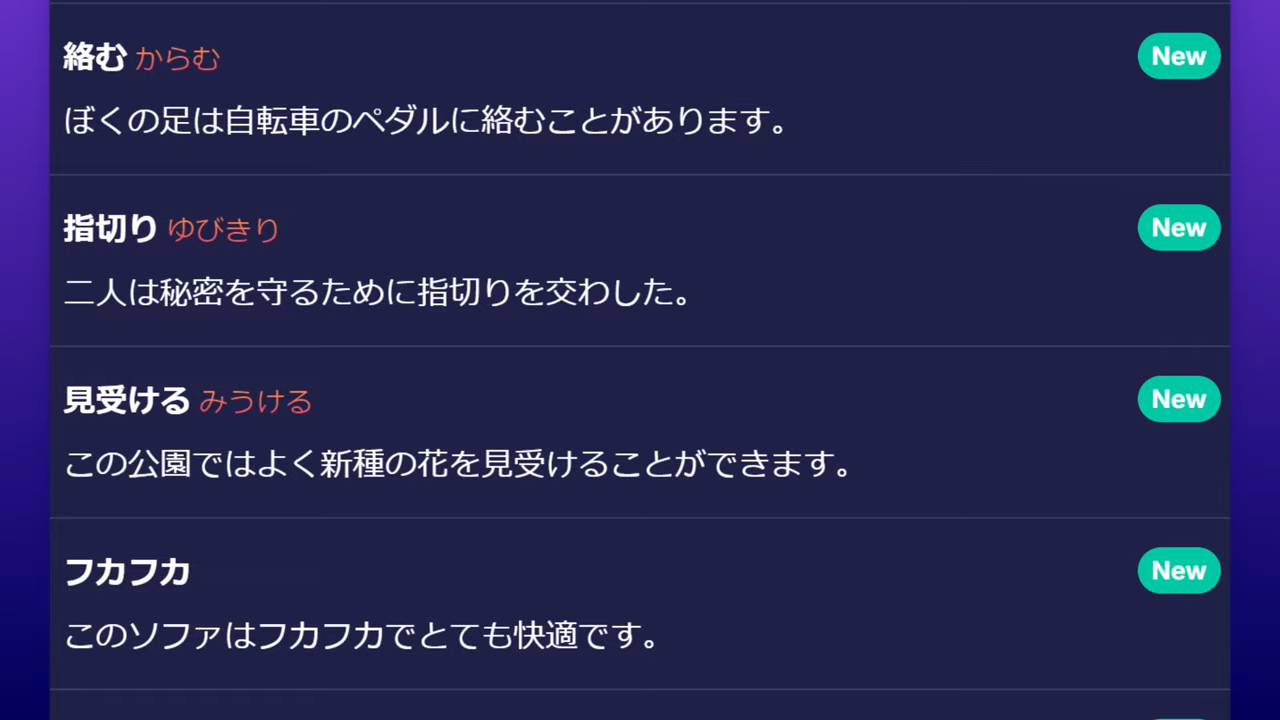 絡む からむ New
ぼくの足は自転車のペダルに絡むことがあります。
指切り ゆびきり New
二人は秘密を守るために指切りを交わした。
見受ける みうける New
この公園ではよく新種の花を見受けることができます。
フカフカ New
このソファはフカフカでとても快適です。